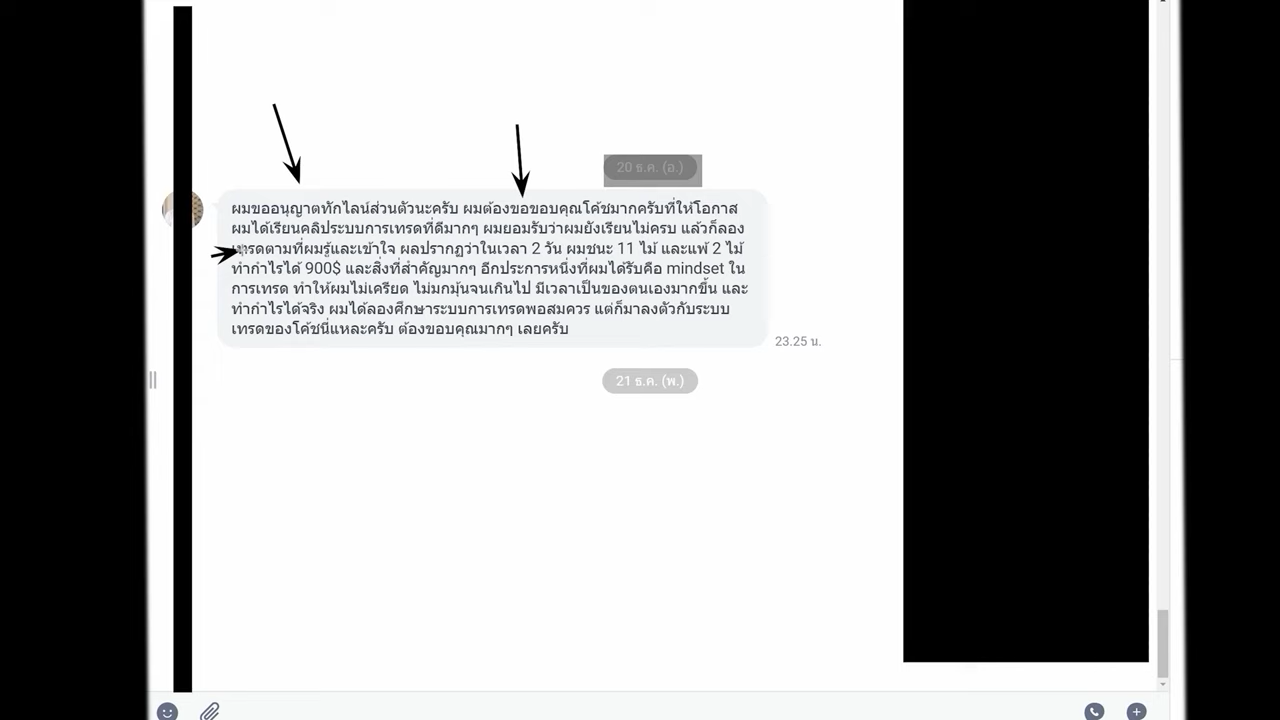 20 ธ.ค. (อ.)
ผมขออนุญาตทักไลน์ส่วนตัวนะครับ ผมต้องขอขอบคุณโค้ชมากครับที่ให้โอกาส
ผมได้เรียนคลิประบบการเทรดที่ดีมากๆ ผมยอมรับว่าผมยังเรียนไม่ครบ แล้วก็ลอง
เทรดตามที่ผมรู้และเข้าใจ ผลปรากฏว่าในเวลา 2 วัน ผมชนะ 11 ไม้ และแพ้ 2 ไม้
ทำกำไรได้ 900$ และสิ่งที่สำคัญมากๆ อีกประการหนึ่งที่ผมได้รับคือ mindset ใน
การเทรด ทำให้ผมไม่เครียด ไม่มกมุ้นจนเกินไป มีเวลาเป็นของตนเองมากขึ้น และ
ทำกำไรได้จริง ผมได้ลองศึกษาระบบการเทรดพอสมควร แต่ก็มาลงตัวกับระบบ
เทรดของโค้ชนี่แหละครับ ต้องขอบคุณมากๆ เลยครับ
23.25 น.
21 ธ.ค. (พ.)